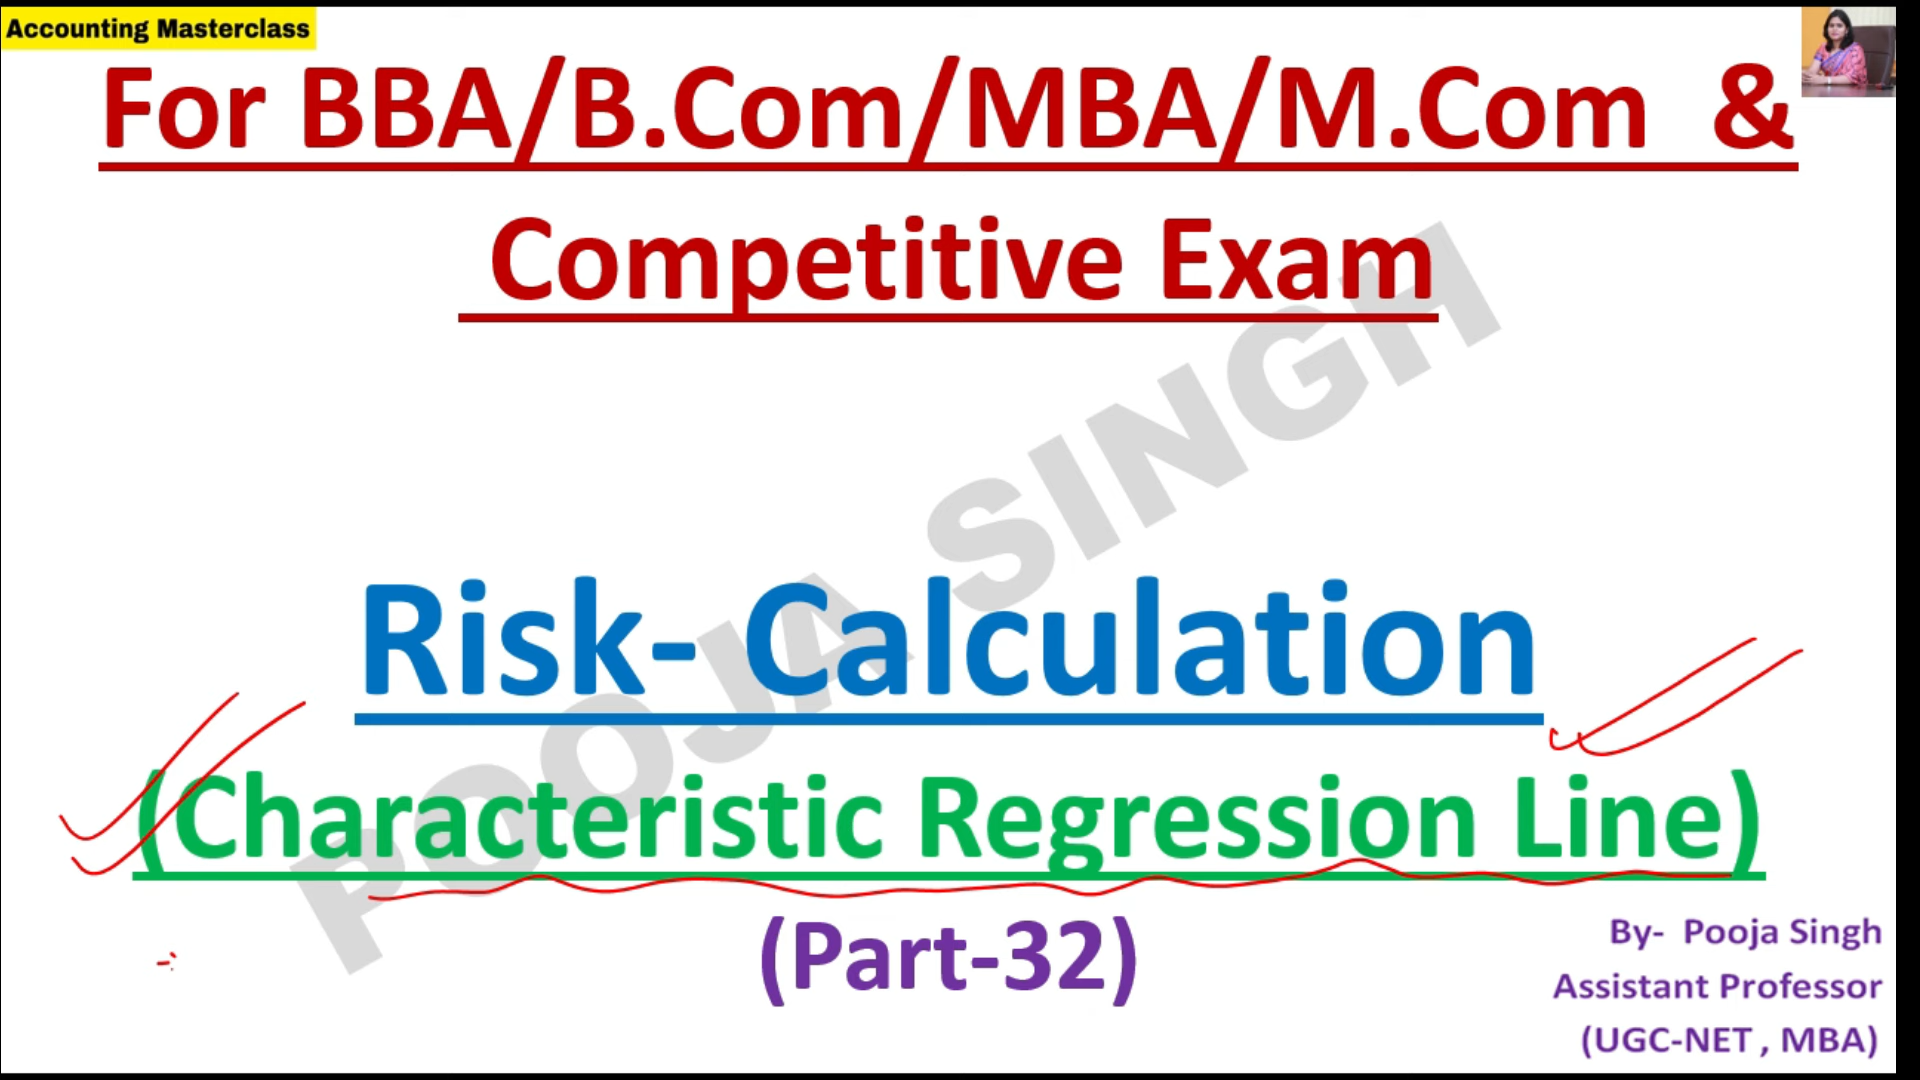 Accounting Masterclass
For BBA/B.Com/MBA/M.Com &
Competitive Exam
POOJA SINGH
Risk- Calculation
(Characteristic Regression Line)
(Part-32)
By- Pooja Singh
Assistant Professor
(UGC-NET , MBA)